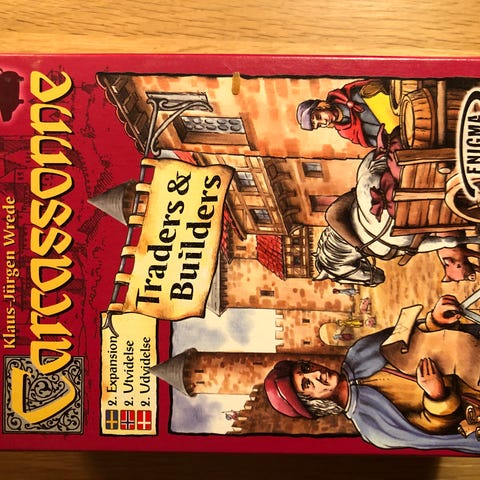 Klaus-Jürgen Wrede
Carcassonne
Traders &
Builders
2. Expansion
2. Utvidelse
2. Udvidelse
ENIGMA